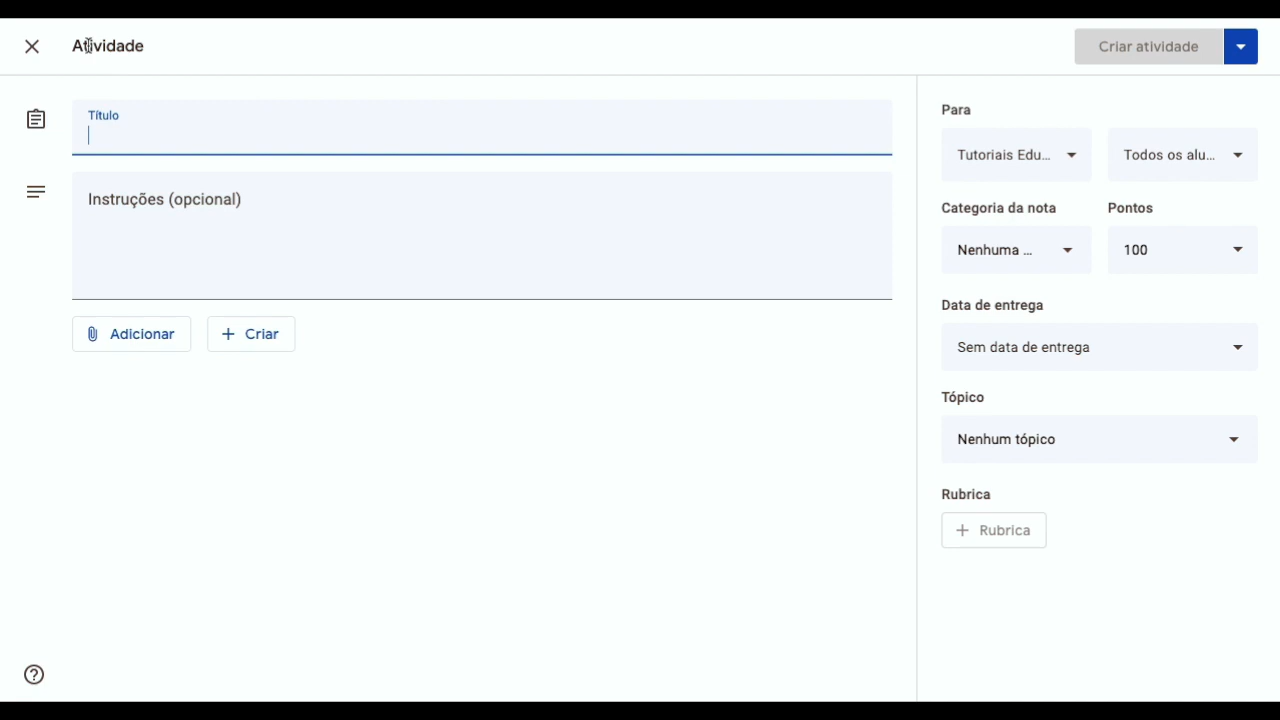 Atividade
Criar atividade
Título
Instruções (opcional)
Adicionar
Criar
Para
Tutoriais Edu...
Todos os alu...
Categoria da nota
Pontos
Nenhuma ...
100
Data de entrega
Sem data de entrega
Tópico
Nenhum tópico
Rubrica
Rubrica